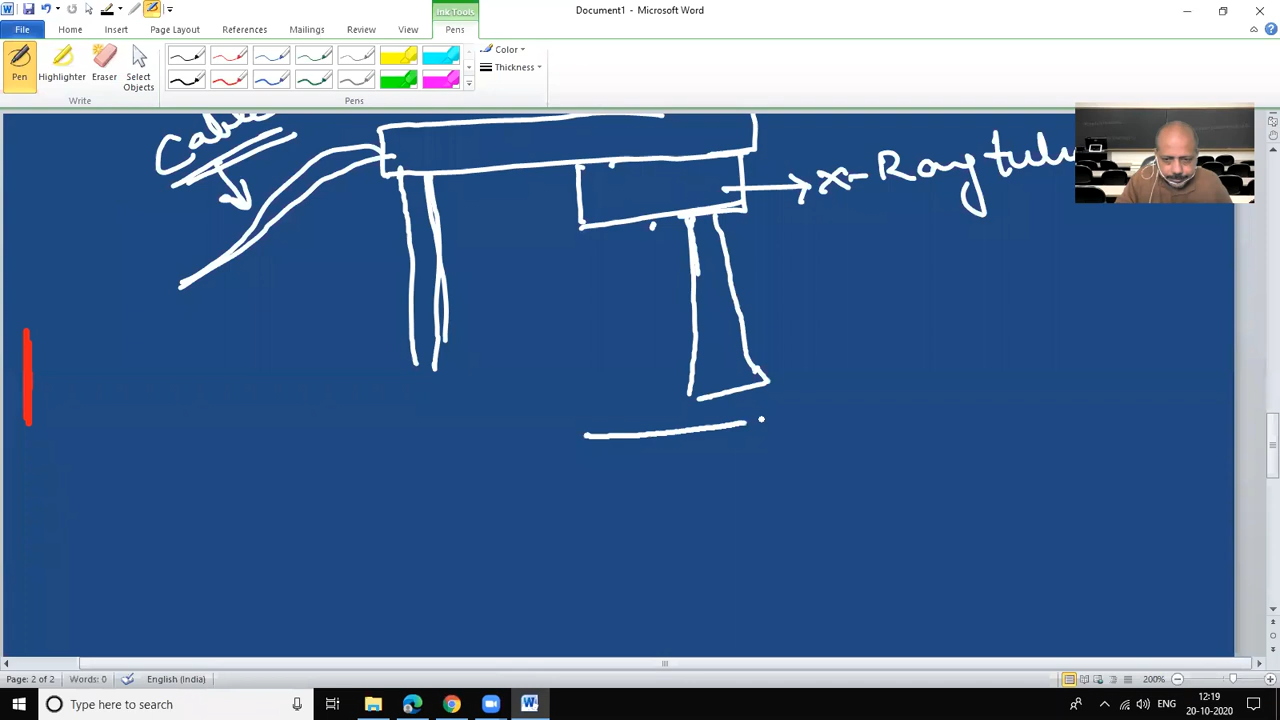 Document1 - Microsoft Word
Ink Tools
File Home Insert Page Layout References Mailings Review View Pens
Pen Highlighter Eraser Select Objects
Color
Thickness
Write Pens
Cable
X-Ray
Page: 2 of 2 Words: 0 English (India) 200%
Type here to search
ENG
12:19
20-10-2020